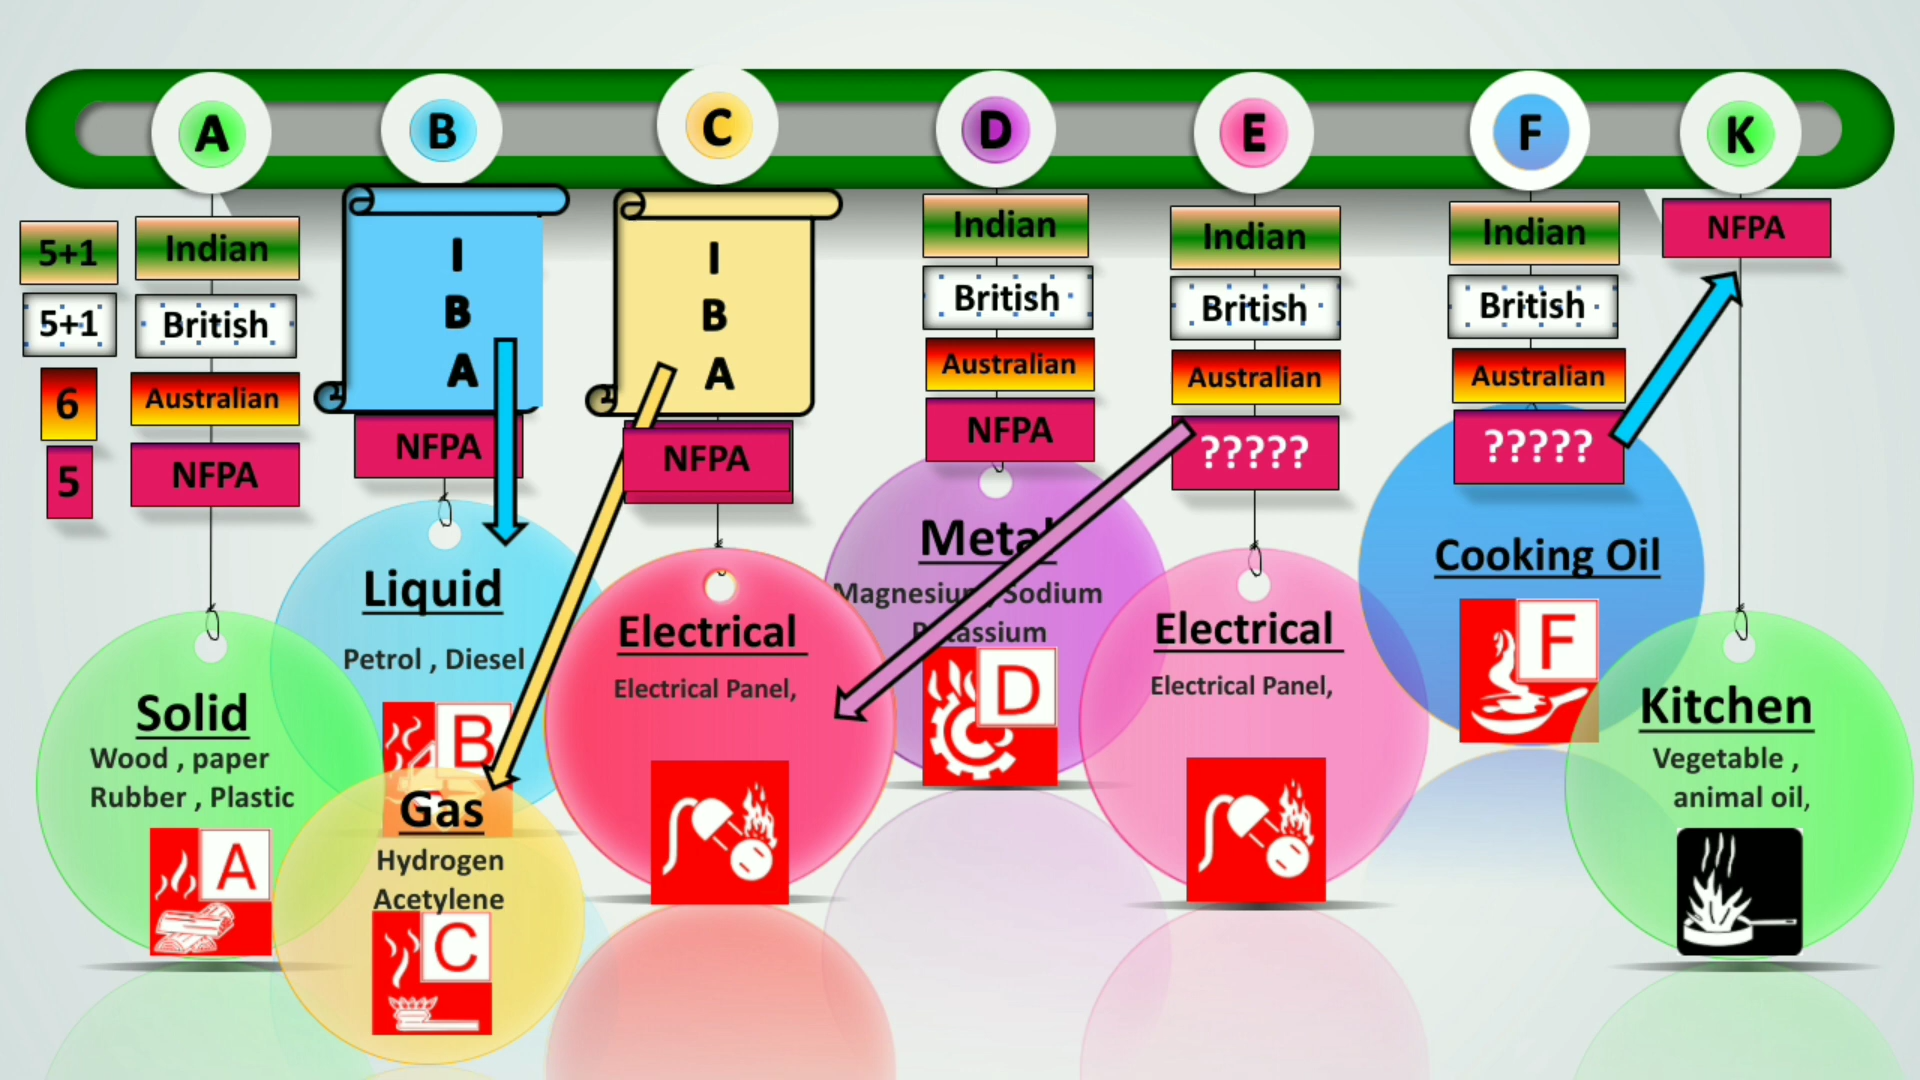 A
B
C
D
E
F
K
5+1
5+1
6
5
Indian
British
Australian
NFPA
Solid
Wood , paper
Rubber , Plastic
A
I
B
A
NFPA
Liquid
Petrol , Diesel
B
Gas
Hydrogen
Acetylene
C
I
B
A
NFPA
Electrical
Electrical Panel,
Indian
British
Australian
NFPA
Metal
Magnesium, Sodium
Potassium
D
Indian
British
Australian
?????
Electrical
Electrical Panel,
Indian
British
Australian
?????
Cooking Oil
F
NFPA
Kitchen
Vegetable ,
animal oil,